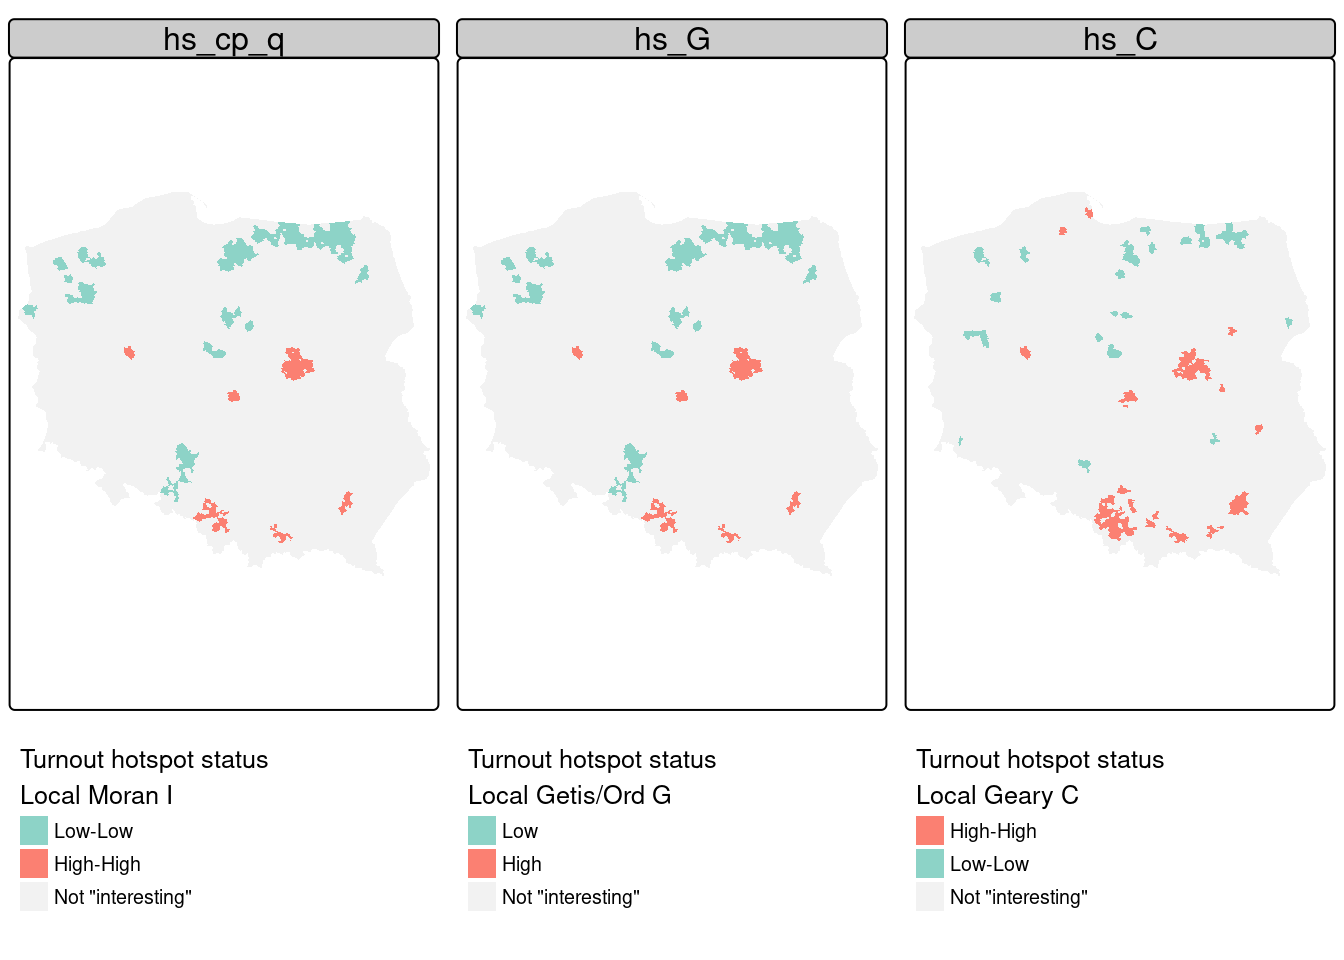 hs_cp_q
hs_G
hs_C
Turnout hotspot status
Local Moran I
Low-Low
High-High
Not "interesting"
Turnout hotspot status
Local Getis/Ord G
Low
High
Not "interesting"
Turnout hotspot status
Local Geary C
High-High
Low-Low
Not "interesting"